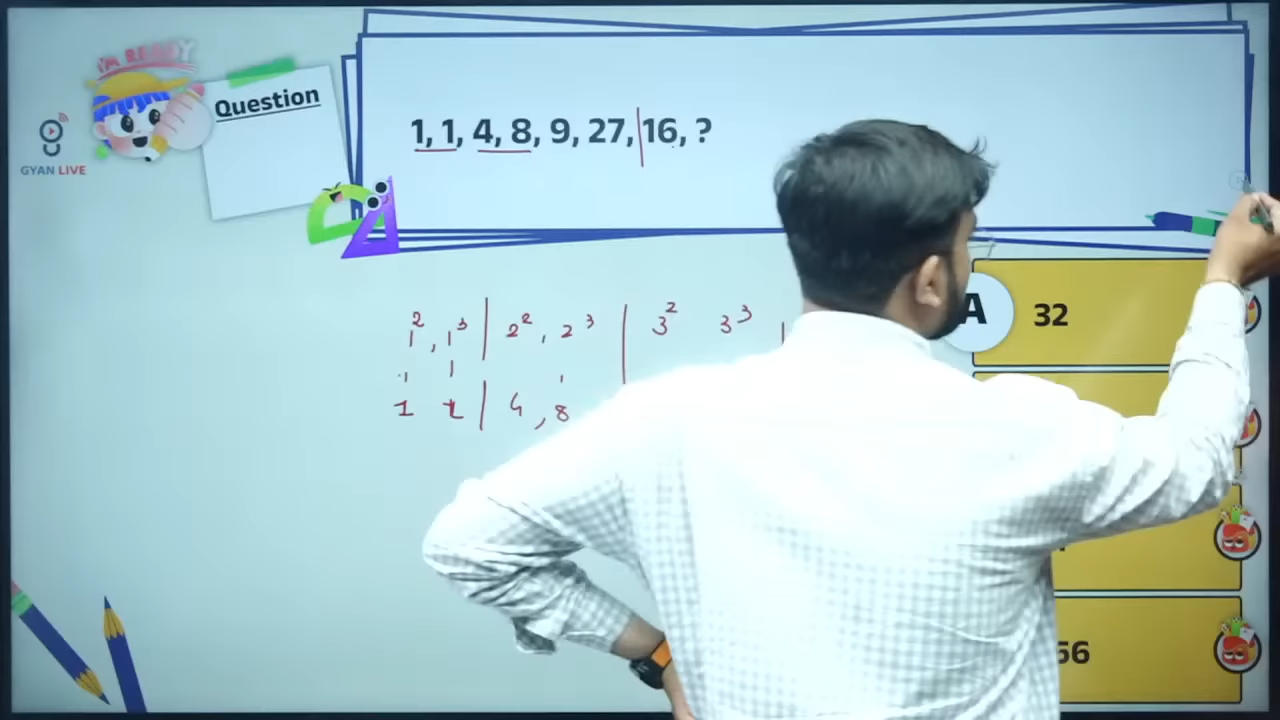 I'M READY
Question
GYAN LIVE
1, 1, 4, 8, 9, 27, 16, ?
1² , 1³ | 2² , 2³ | 3² 3³
1 1 | 4 , 8
A 32
56